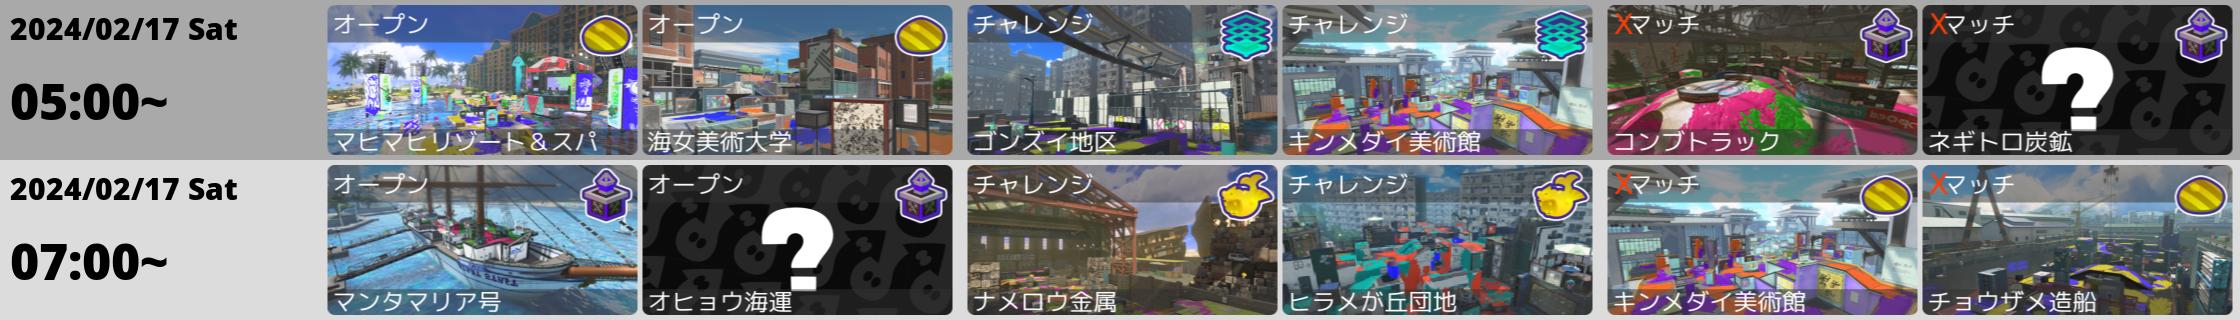 2024/02/17 Sat
05:00~
オープン
マヒマヒリゾート＆スパ
オープン
海女美術大学
チャレンジ
ゴンズイ地区
チャレンジ
キンメダイ美術館
Xマッチ
コンブトラック
Xマッチ
?
ネギトロ炭鉱
2024/02/17 Sat
07:00~
オープン
マンタマリア号
オープン
?
オヒョウ海運
チャレンジ
ナメロウ金属
チャレンジ
ヒラメが丘団地
Xマッチ
キンメダイ美術館
Xマッチ
チョウザメ造船